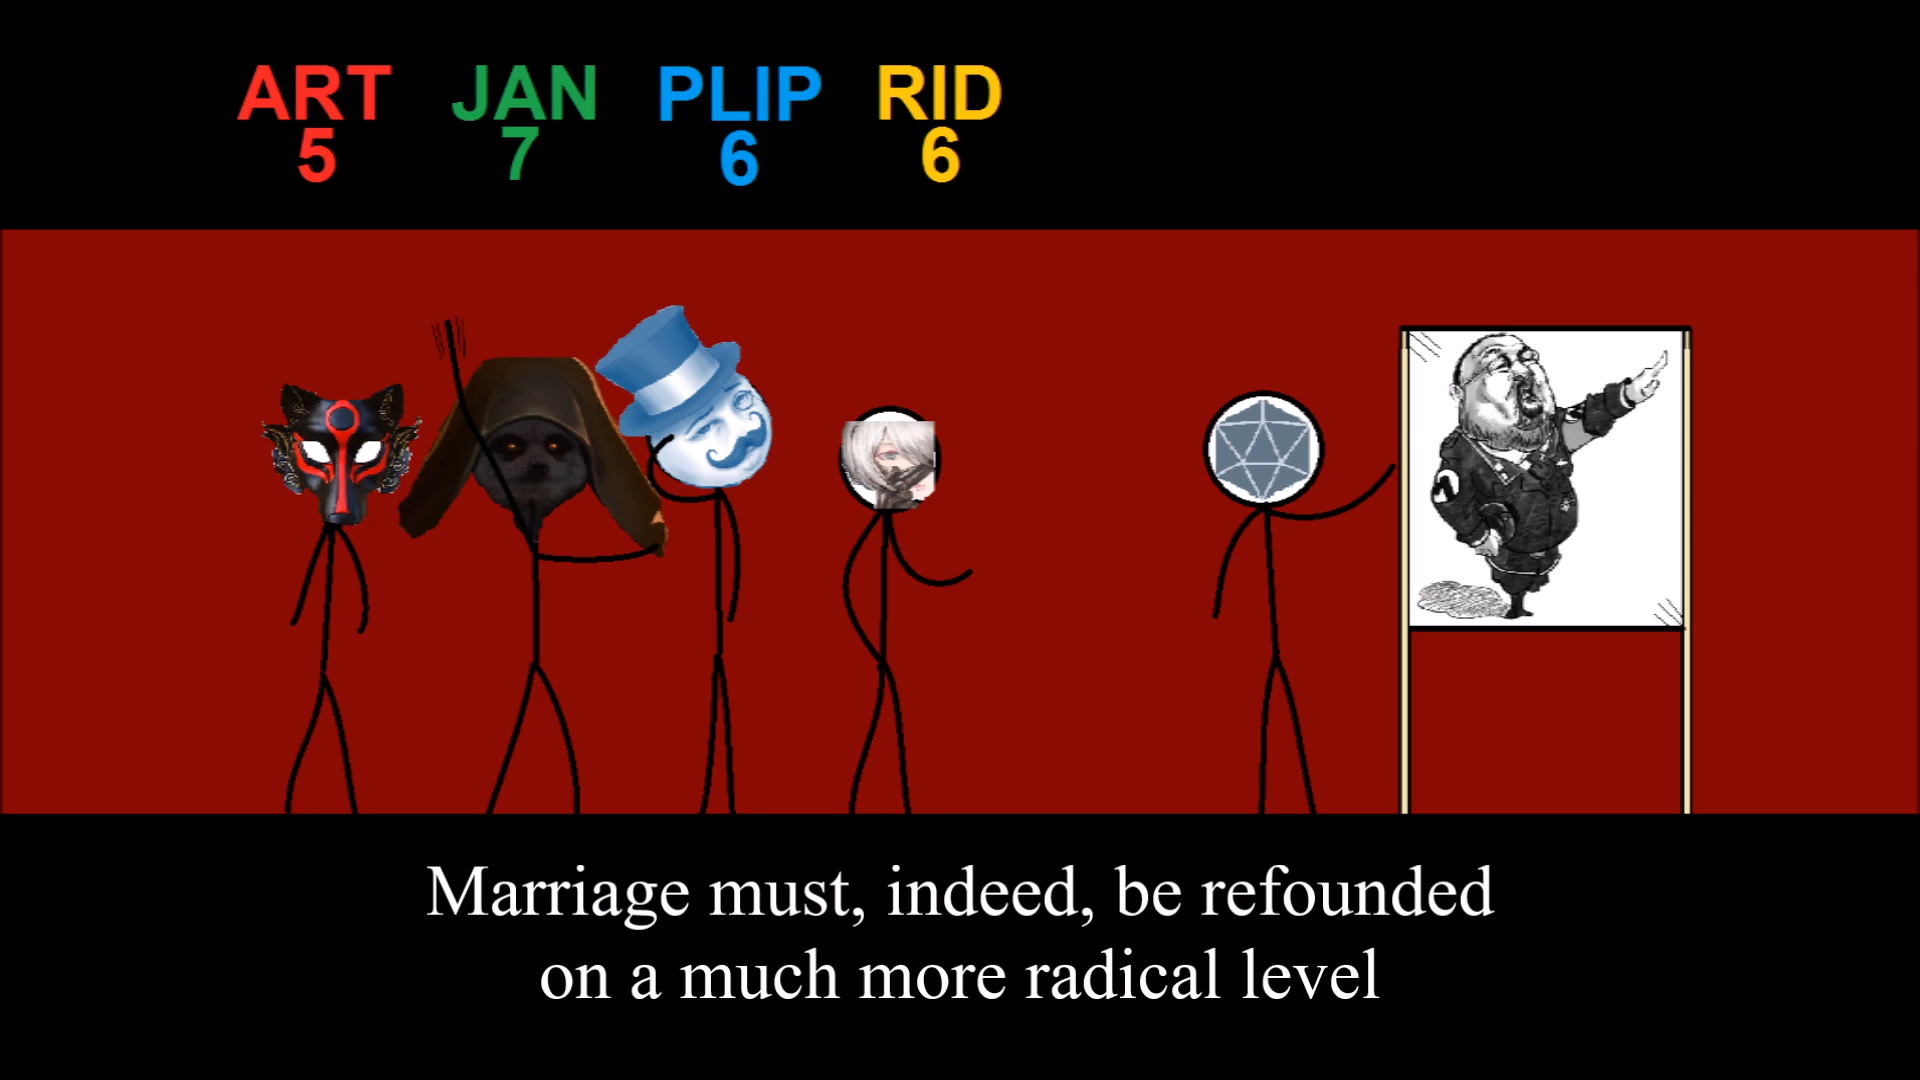 ART JAN PLIP RID
5 7 6 6
Marriage must, indeed, be refounded
on a much more radical level